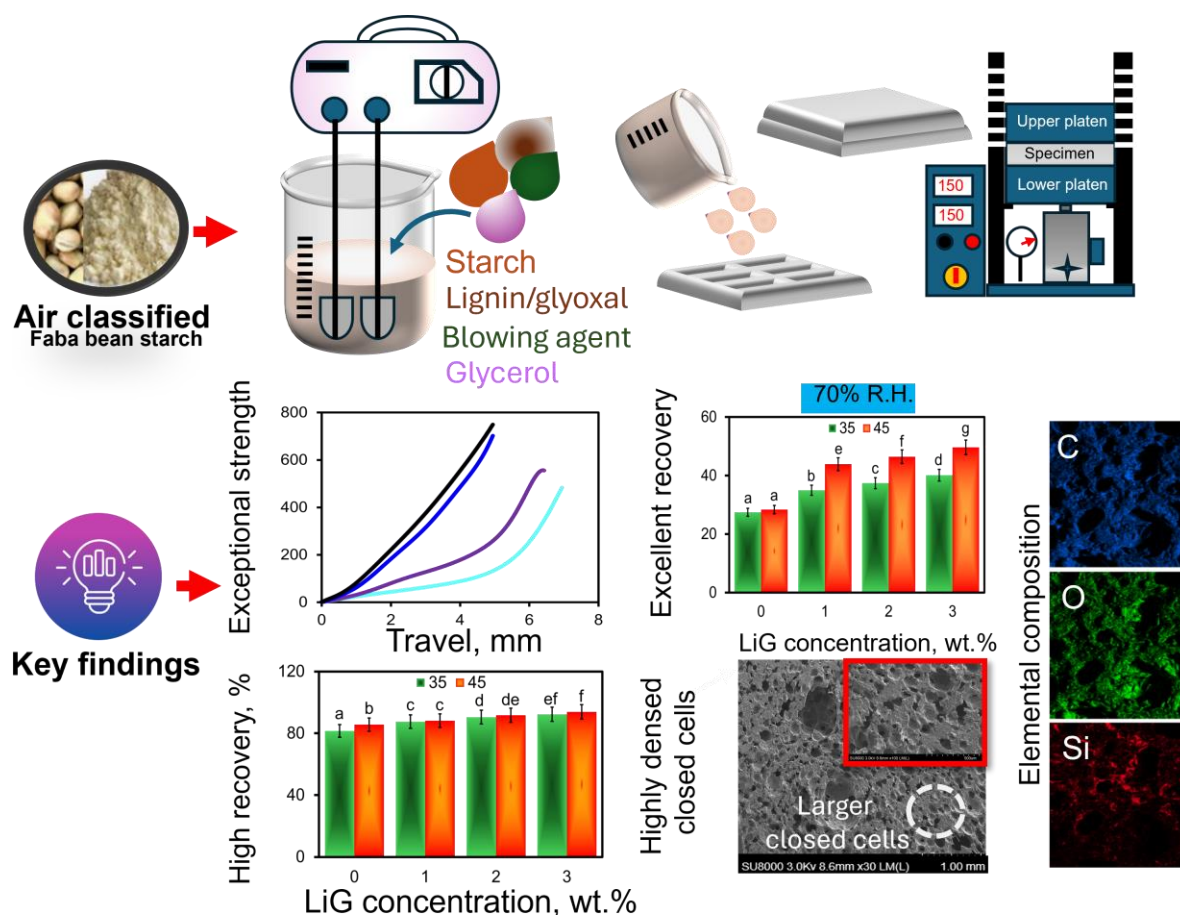 Upper platen
Specimen
Lower platen
150
150
Starch
Lignin/glyoxal
Blowing agent
Glycerol
Air classified
Faba bean starch
Key findings
Exceptional strength
800
600
400
200
0
0
2
4
6
8
Travel, mm
70% R.H.
Excellent recovery
60
40
20
0
35
45
a
a
b
e
c
f
d
g
0
1
2
3
LiG concentration, wt.%
High recovery, %
120
80
40
0
35
45
a
b
c
c
d
de
ef
f
0
1
2
3
LiG concentration, wt.%
Highly densed
closed cells
Larger
closed cells
SU8000 3.0Kv 8.6mm x30 LM(L)
1.00 mm
Elemental composition
C
O
Si